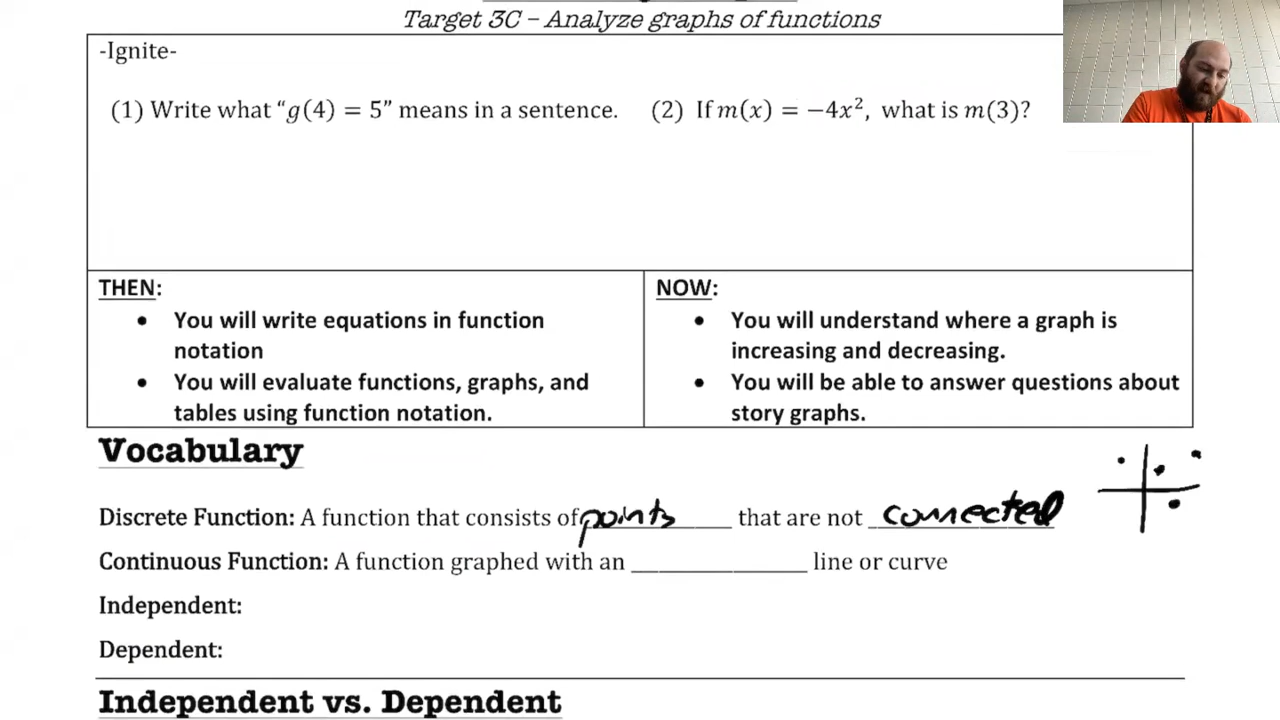 Target 3C – Analyze graphs of functions
-Ignite-
(1) Write what “g(4) = 5” means in a sentence. (2) If m(x) = −4x², what is m(3)?
THEN:
• You will write equations in function
notation
• You will evaluate functions, graphs, and
tables using function notation.
NOW:
• You will understand where a graph is
increasing and decreasing.
• You will be able to answer questions about
story graphs.
Vocabulary
Discrete Function: A function that consists of points that are not connected
Continuous Function: A function graphed with an ______________ line or curve
Independent:
Dependent:
Independent vs. Dependent